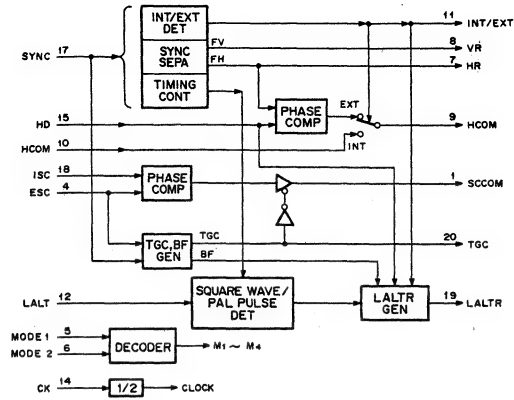 INT/EXT
DET
11
INT/EXT
SYNC
17
SYNC
SEPA
FV
8
VR
FH
7
HR
TIMING
CONT
HD
15
PHASE
COMP
EXT
INT
9
HCOM
HCOM
10
ISC
18
ESC
4
PHASE
COMP
1
SCCOM
TGC, BF
GEN
TGC
BF
20
TGC
LALT
12
SQUARE WAVE/
PAL PULSE
DET
LALTR
GEN
19
LALTR
MODE 1
5
MODE 2
6
DECODER
M1 ~ M4
CK
14
1/2
CLOCK